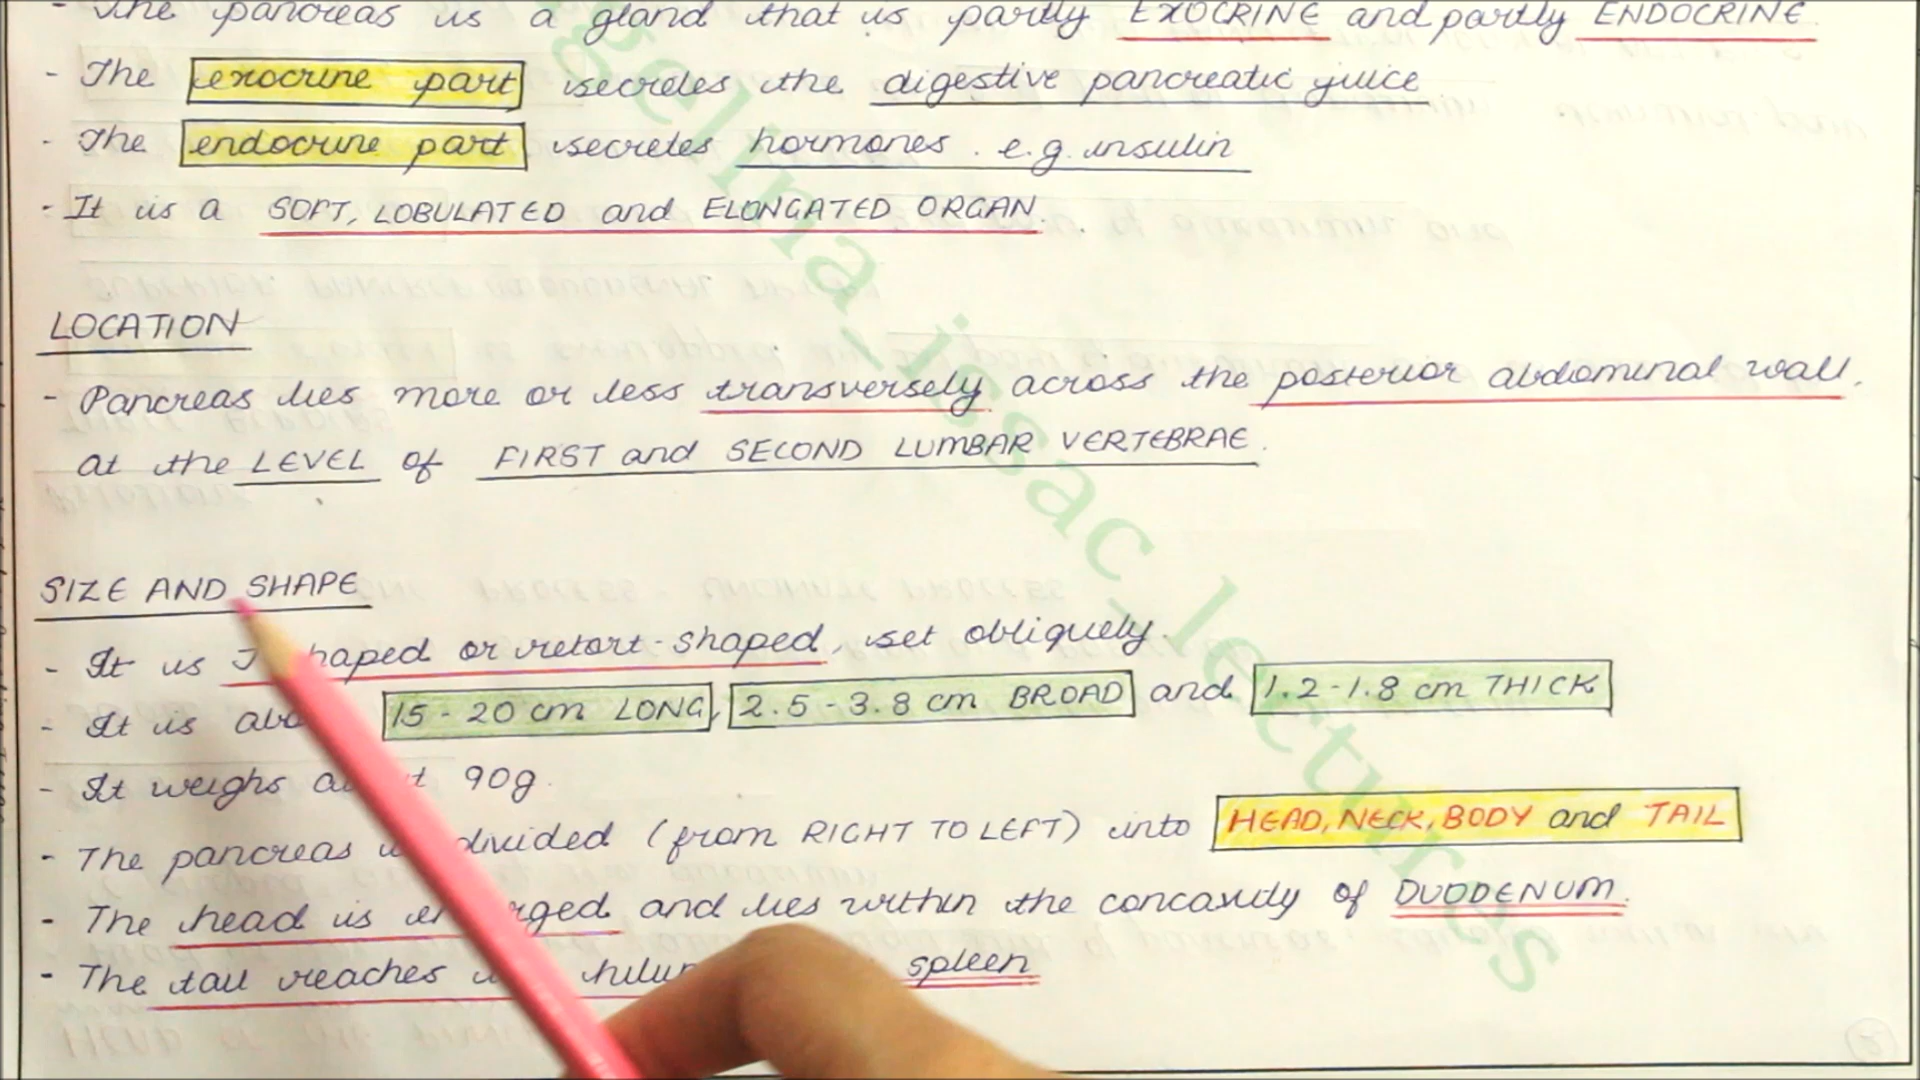 - The pancreas is a gland that is partly EXOCRINE and partly ENDOCRINE
- The exocrine part secretes the digestive pancreatic juice
- The endocrine part secretes hormones . e.g. insulin
- It is a SOFT, LOBULATED and ELONGATED ORGAN.
LOCATION
- Pancreas lies more or less transversely across the posterior abdominal wall,
at the LEVEL of FIRST and SECOND LUMBAR VERTEBRAE.
SIZE AND SHAPE
- It is J haped or retort-shaped, set obliquely.
- It is 15-20 cm LONG, 2.5-3.8 cm BROAD and 1.2-1.8 cm THICK
- It weighs 90g.
- The pancreas divided (from RIGHT TO LEFT) into HEAD, NECK, BODY and TAIL
- The head is and lies within the concavity of DUODENUM.
- The tail reaches spleen
gelina_issac_lectures